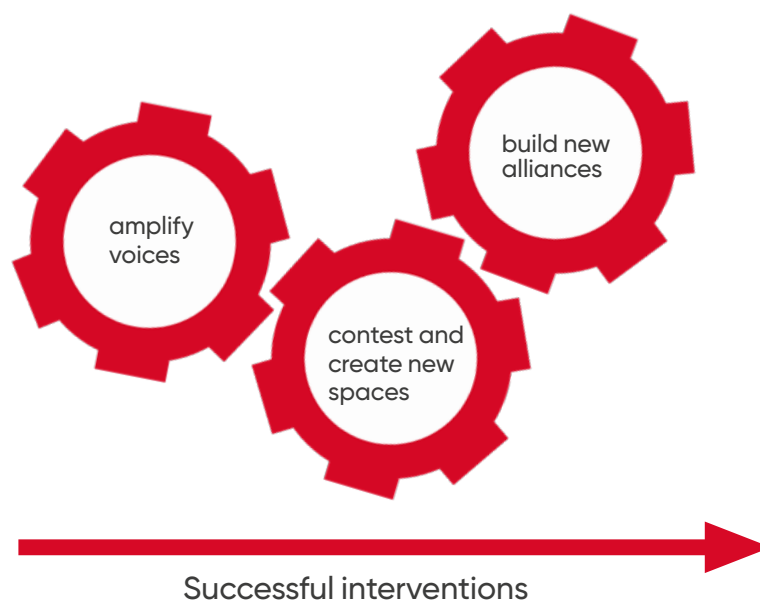 amplify
voices
contest and
create new
spaces
build new
alliances
Successful interventions